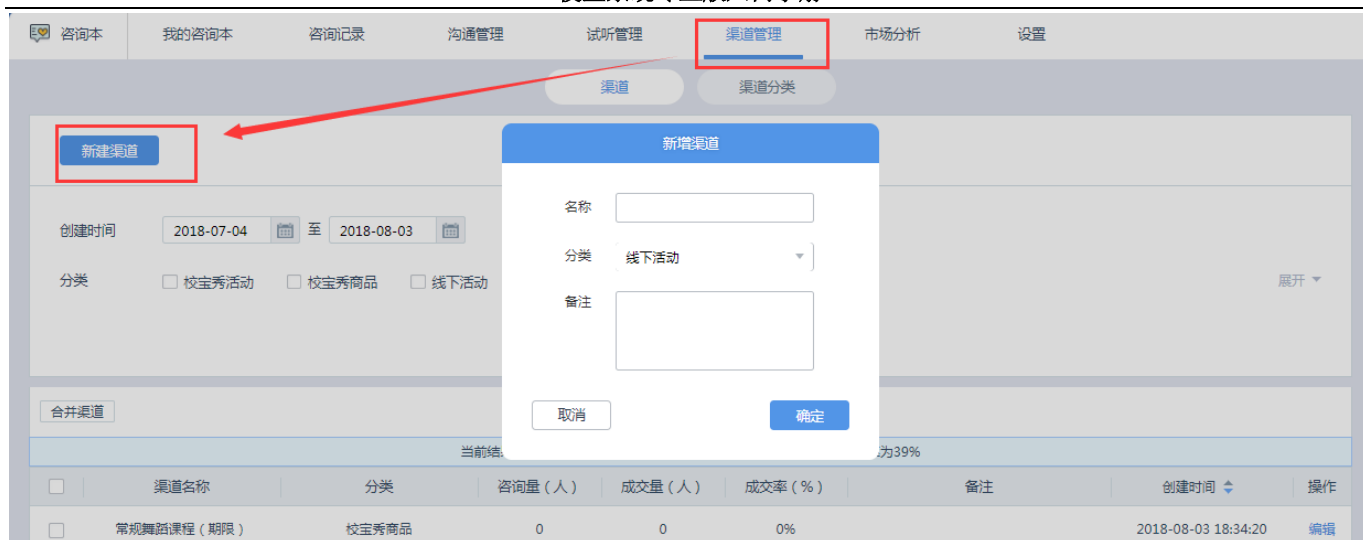 咨询本 我的咨询本 咨询记录 沟通管理 试听管理 渠道管理 市场分析 设置
渠道 渠道分类
新建渠道
新增渠道
名称
创建时间 2018-07-04 至 2018-08-03
分类 线下活动
分类 校宝秀活动 校宝秀商品 线下活动 展开
备注
合并渠道
取消 确定
当前结 为39%
渠道名称 分类 咨询量(人) 成交量(人) 成交率(%) 备注 创建时间 操作
常规舞蹈课程(期限) 校宝秀商品 0 0 0% 2018-08-03 18:34:20 编辑